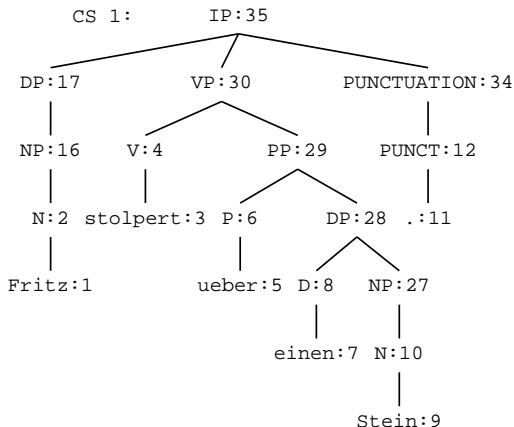 CS 1: IP:35
DP:17 VP:30 PUNCTUATION:34
NP:16 V:4 PP:29 PUNCT:12
N:2 stolpert:3 P:6 DP:28 .:11
Fritz:1 ueber:5 D:8 NP:27
einen:7 N:10
Stein:9